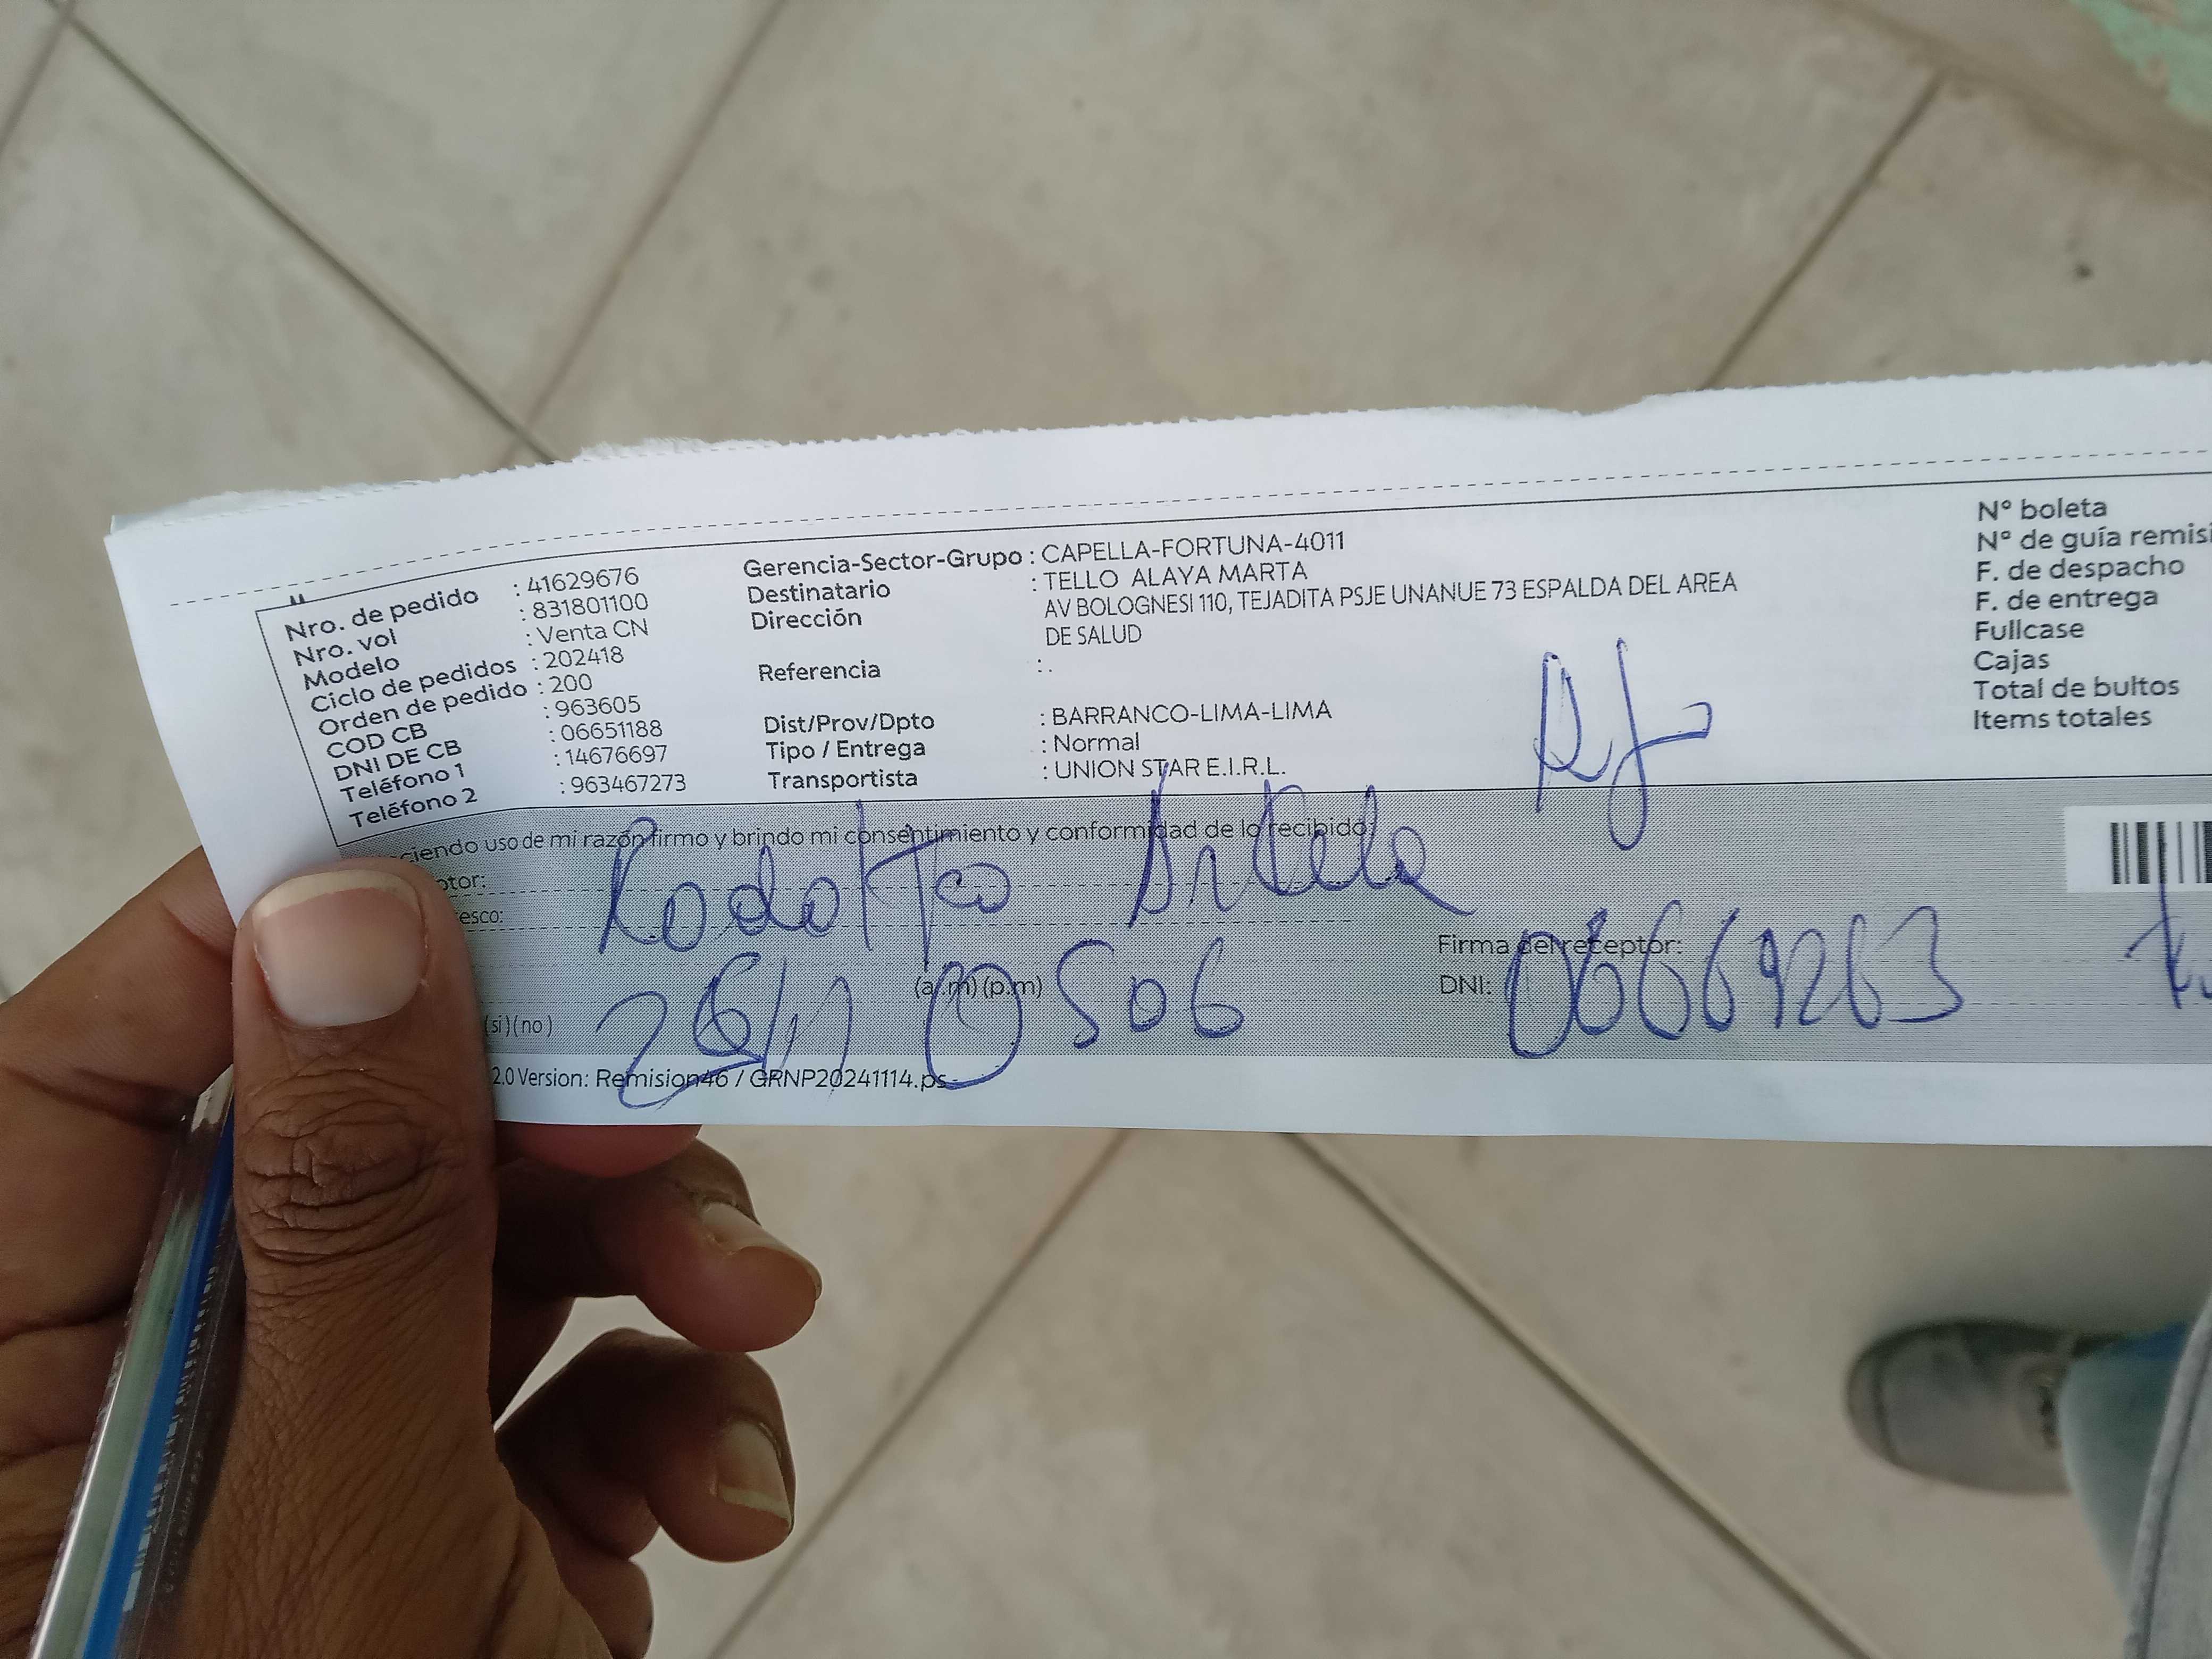 Nro. de pedido : 41629676
Nro. vol : 831801100
Modelo : Venta CN
Ciclo de pedidos : 202418
Orden de pedido : 200
COD CB : 963605
DNI DE CB : 06651188
Teléfono 1 : 14676697
Teléfono 2 : 963467273
Gerencia-Sector-Grupo : CAPELLA-FORTUNA-4011
Destinatario : TELLO ALAYA MARTA
Dirección AV BOLOGNESI 110, TEJADITA PSJE UNANUE 73 ESPALDA DEL AREA
DE SALUD
Referencia : .
Dist/Prov/Dpto : BARRANCO-LIMA-LIMA
Tipo / Entrega : Normal
Transportista : UNION STAR E.I.R.L.
N° boleta
N° de guía remisi
F. de despacho
F. de entrega
Fullcase
Cajas
Total de bultos
Items totales
ciendo uso de mi razón firmo y brindo mi consentimiento y conformidad de lo recibido
ptor: Rodolfo
esco:
Firma del receptor:
(a.m) (p.m) 506
DNI: 06669263
(si) (no)
2.0 Version: Remision46 / GRNP20241114.ps